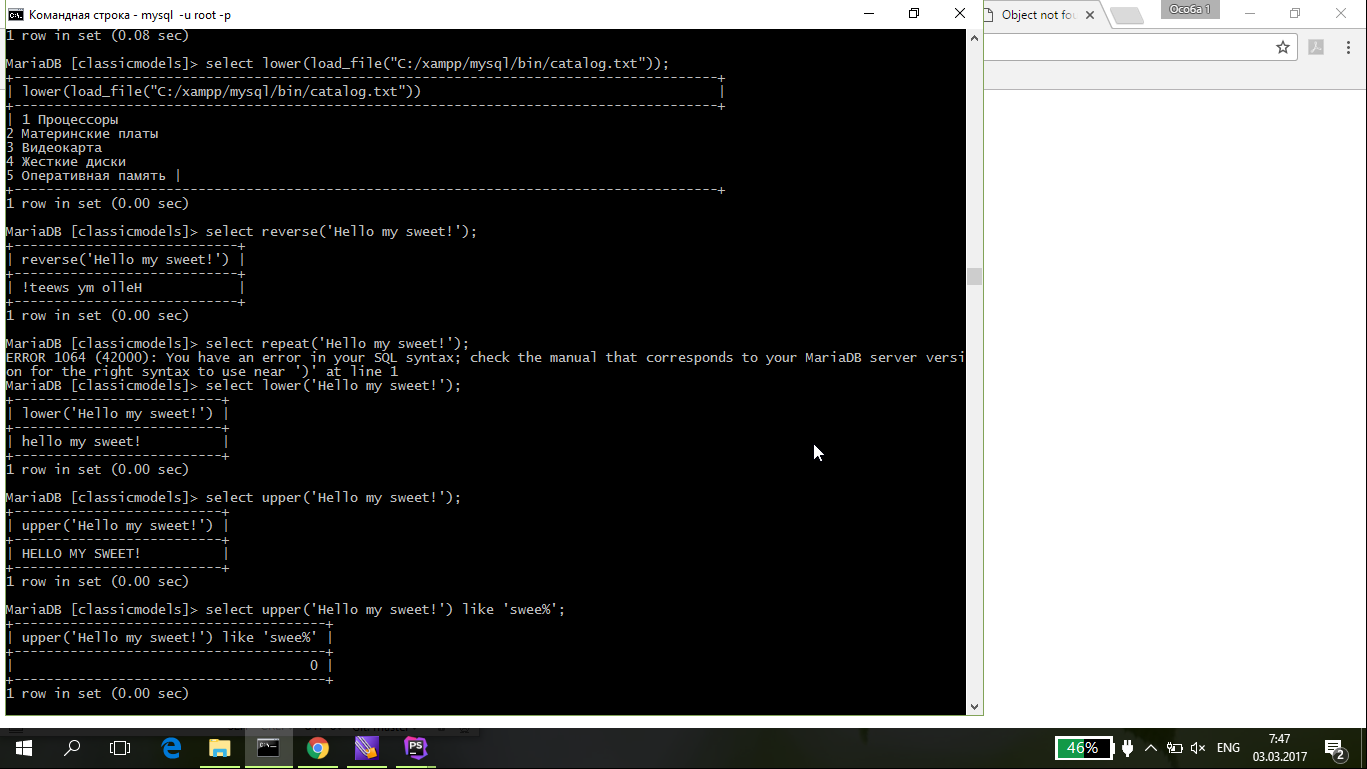 Командная строка - mysql -u root -p
Object not fou
Особа 1
1 row in set (0.08 sec)
MariaDB [classicmodels]> select lower(load_file("C:/xampp/mysql/bin/catalog.txt"));
+----------------------------------------------------------------------------------------+
| lower(load_file("C:/xampp/mysql/bin/catalog.txt")) |
+----------------------------------------------------------------------------------------+
| 1 Процессоры
2 Материнские платы
3 Видеокарта
4 Жесткие диски
5 Оперативная память |
+----------------------------------------------------------------------------------------+
1 row in set (0.00 sec)
MariaDB [classicmodels]> select reverse('Hello my sweet!');
+----------------------------+
| reverse('Hello my sweet!') |
+----------------------------+
| !teews ym olleH |
+----------------------------+
1 row in set (0.00 sec)
MariaDB [classicmodels]> select repeat('Hello my sweet!');
ERROR 1064 (42000): You have an error in your SQL syntax; check the manual that corresponds to your MariaDB server versi
on for the right syntax to use near ')' at line 1
MariaDB [classicmodels]> select lower('Hello my sweet!');
+--------------------------+
| lower('Hello my sweet!') |
+--------------------------+
| hello my sweet! |
+--------------------------+
1 row in set (0.00 sec)
MariaDB [classicmodels]> select upper('Hello my sweet!');
+--------------------------+
| upper('Hello my sweet!') |
+--------------------------+
| HELLO MY SWEET! |
+--------------------------+
1 row in set (0.00 sec)
MariaDB [classicmodels]> select upper('Hello my sweet!') like 'swee%';
+---------------------------------------+
| upper('Hello my sweet!') like 'swee%' |
+---------------------------------------+
| 0 |
+---------------------------------------+
1 row in set (0.00 sec)
PS
46%
ENG
7:47
03.03.2017
2